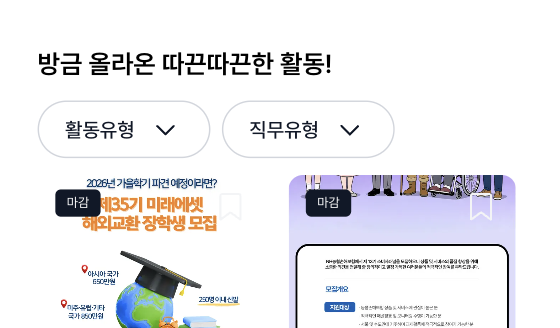 방금 올라온 따끈따끈한 활동!
활동유형
직무유형
2026년 가을학기 파견 예정이라면?
마감
제35기 미래에셋
해외교환 장학생 모집
아시아 국가
650만원
미주·유럽·기타
국가 850만원
250명 이내 선발
마감
모집개요
지원대상